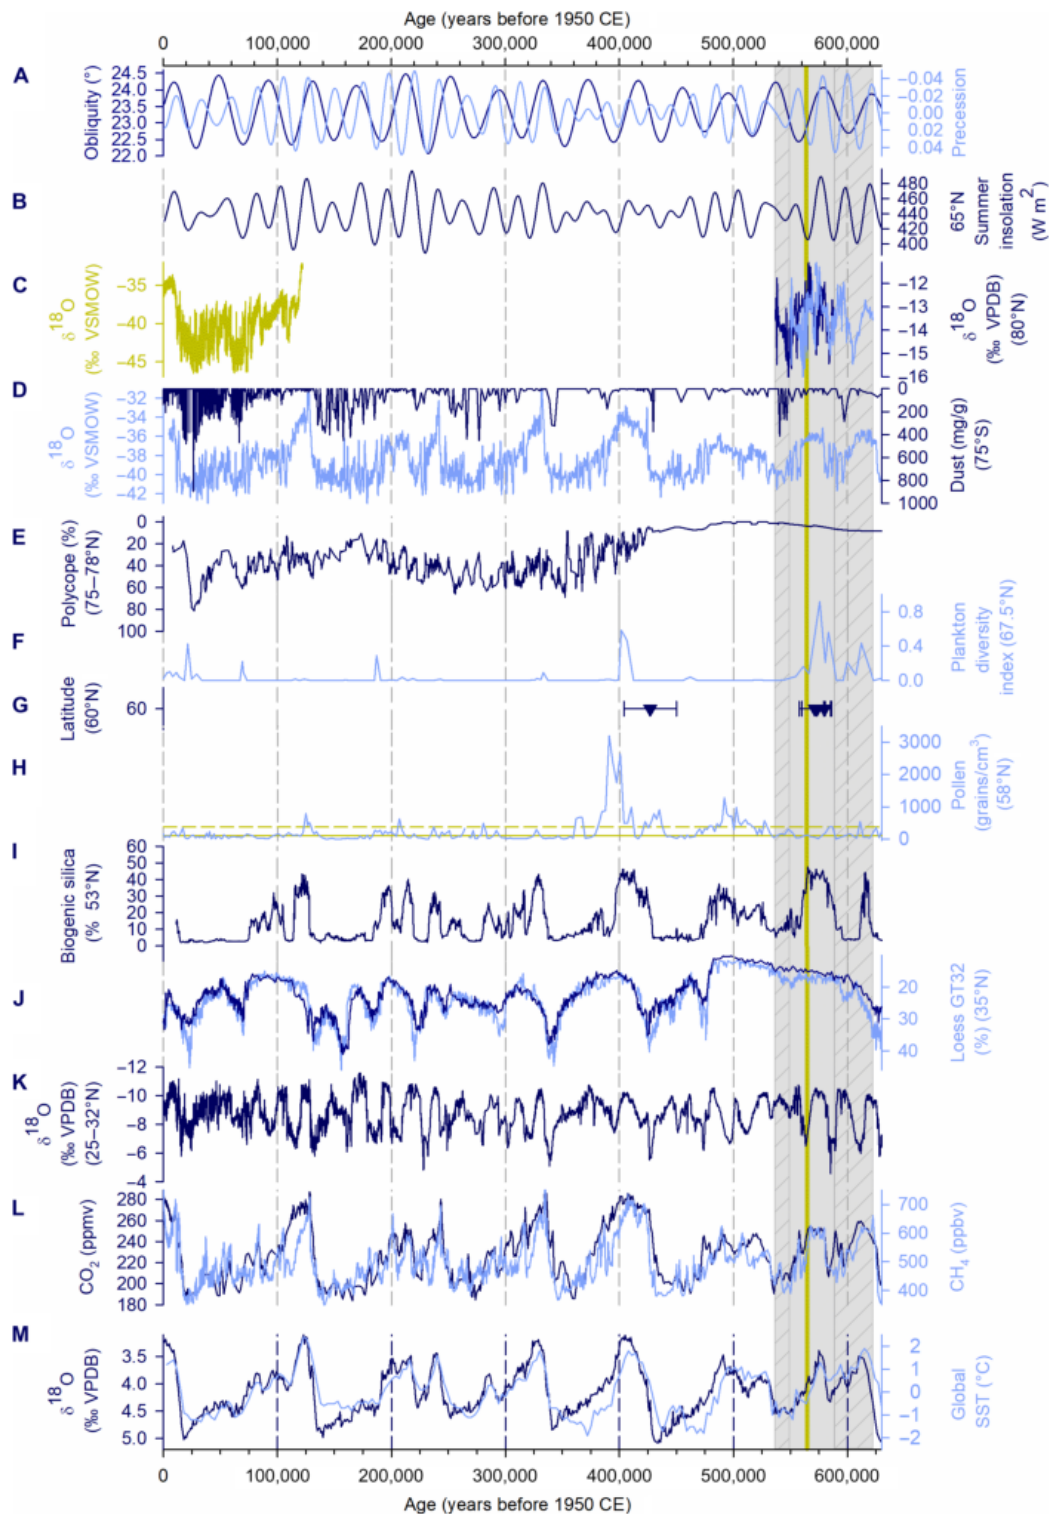 Age (years before 1950 CE)
0 100,000 200,000 300,000 400,000 500,000 600,000
A
Obliquity (°)
24.5
24.0
23.5
23.0
22.5
22.0
−0.04
−0.02
0.00
0.02
0.04
Precession
B
480
460
440
420
400
65°N
Summer
insolation
(W m²)
C
δ¹⁸O
(‰ VSMOW)
−35
−40
−45
−12
−13
−14
−15
−16
δ¹⁸O
(‰ VPDB)
(80°N)
D
δ¹⁸O
(‰ VSMOW)
−32
−34
−36
−38
−40
−42
0
200
400
600
800
1000
Dust (mg/g)
(75°S)
E
Polycope (%)
(75–78°N)
0
20
40
60
80
100
F
0.8
0.4
0.0
Plankton
diversity
index (67.5°N)
G
Latitude
(60°N)
60
H
3000
2000
1000
0
Pollen
(grains/cm³)
(58°N)
I
Biogenic silica
(% 53°N)
60
50
40
30
20
10
0
J
20
30
40
Loess GT32
(%) (35°N)
K
δ¹⁸O
(‰ VPDB)
(25–32°N)
−12
−10
−8
−6
−4
L
CO₂ (ppmv)
280
260
240
220
200
180
700
600
500
400
CH₄ (ppbv)
M
δ¹⁸O
(‰ VPDB)
3.5
4.0
4.5
5.0
2
1
0
−1
−2
Global
SST (°C)
0 100,000 200,000 300,000 400,000 500,000 600,000
Age (years before 1950 CE)